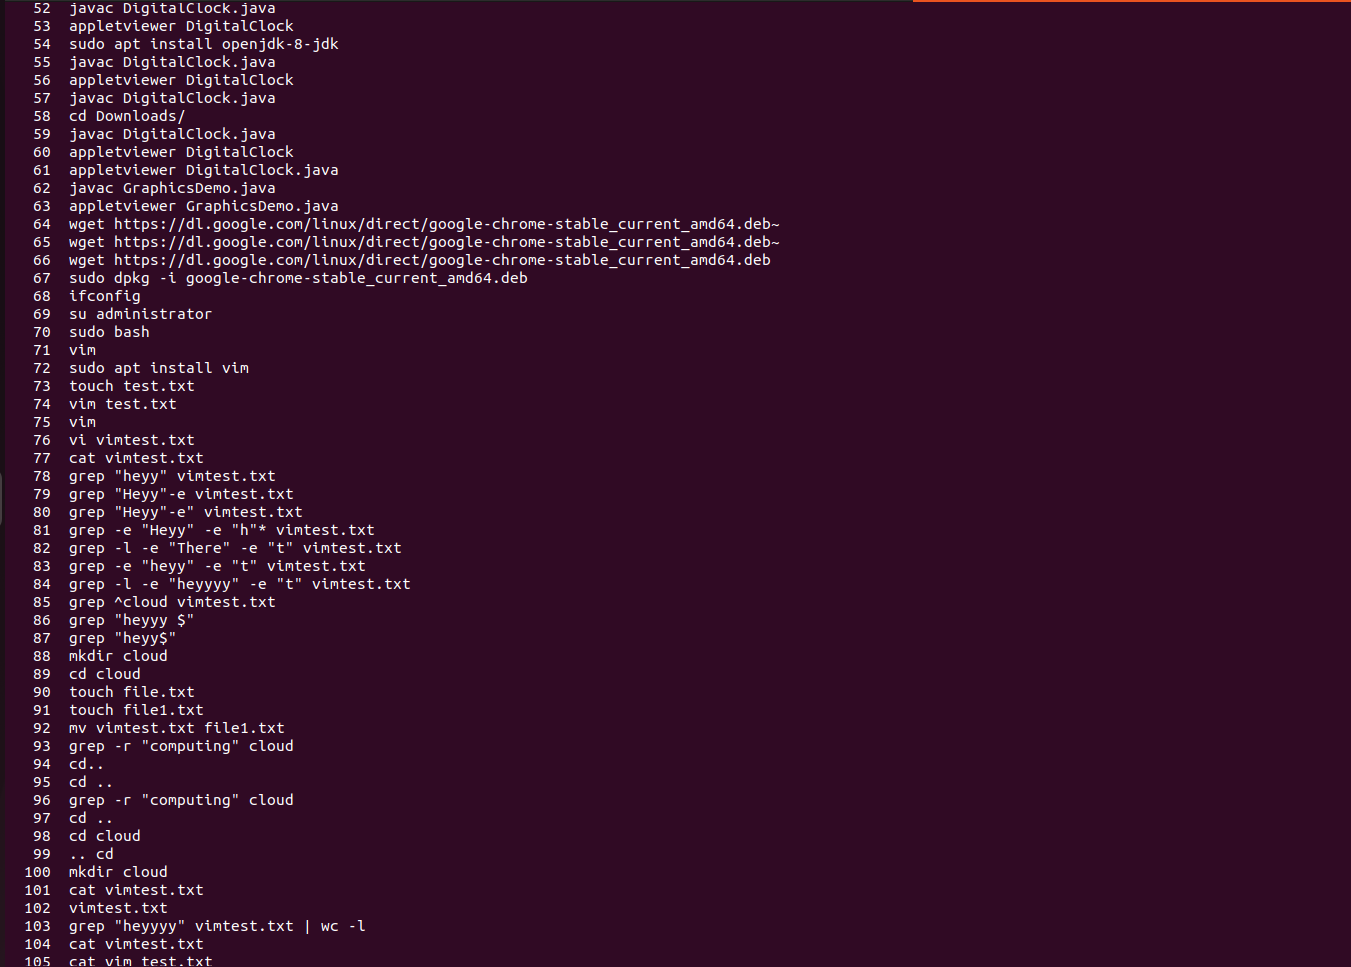 52 javac DigitalClock.java
53 appletviewer DigitalClock
54 sudo apt install openjdk-8-jdk
55 javac DigitalClock.java
56 appletviewer DigitalClock
57 javac DigitalClock.java
58 cd Downloads/
59 javac DigitalClock.java
60 appletviewer DigitalClock
61 appletviewer DigitalClock.java
62 javac GraphicsDemo.java
63 appletviewer GraphicsDemo.java
64 wget https://dl.google.com/linux/direct/google-chrome-stable_current_amd64.deb~
65 wget https://dl.google.com/linux/direct/google-chrome-stable_current_amd64.deb~
66 wget https://dl.google.com/linux/direct/google-chrome-stable_current_amd64.deb
67 sudo dpkg -i google-chrome-stable_current_amd64.deb
68 ifconfig
69 su administrator
70 sudo bash
71 vim
72 sudo apt install vim
73 touch test.txt
74 vim test.txt
75 vim
76 vi vimtest.txt
77 cat vimtest.txt
78 grep "heyy" vimtest.txt
79 grep "Heyy"-e vimtest.txt
80 grep "Heyy"-e" vimtest.txt
81 grep -e "Heyy" -e "h"* vimtest.txt
82 grep -l -e "There" -e "t" vimtest.txt
83 grep -e "heyy" -e "t" vimtest.txt
84 grep -l -e "heyyyy" -e "t" vimtest.txt
85 grep ^cloud vimtest.txt
86 grep "heyyy $"
87 grep "heyy$"
88 mkdir cloud
89 cd cloud
90 touch file.txt
91 touch file1.txt
92 mv vimtest.txt file1.txt
93 grep -r "computing" cloud
94 cd..
95 cd ..
96 grep -r "computing" cloud
97 cd ..
98 cd cloud
99 .. cd
100 mkdir cloud
101 cat vimtest.txt
102 vimtest.txt
103 grep "heyyyy" vimtest.txt | wc -l
104 cat vimtest.txt
105 cat vim test.txt